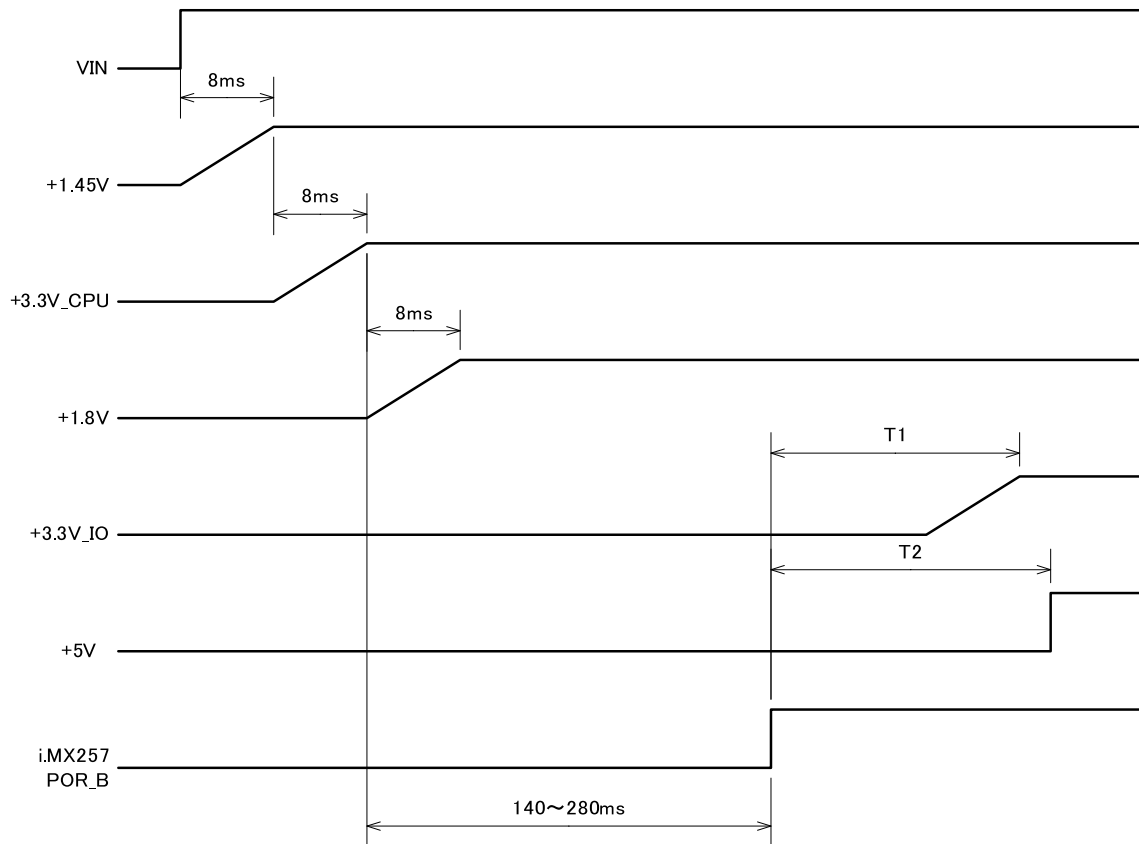 VIN
8ms
+1.45V
8ms
+3.3V_CPU
8ms
+1.8V
T1
+3.3V_IO
T2
+5V
i.MX257
POR_B
140～280ms